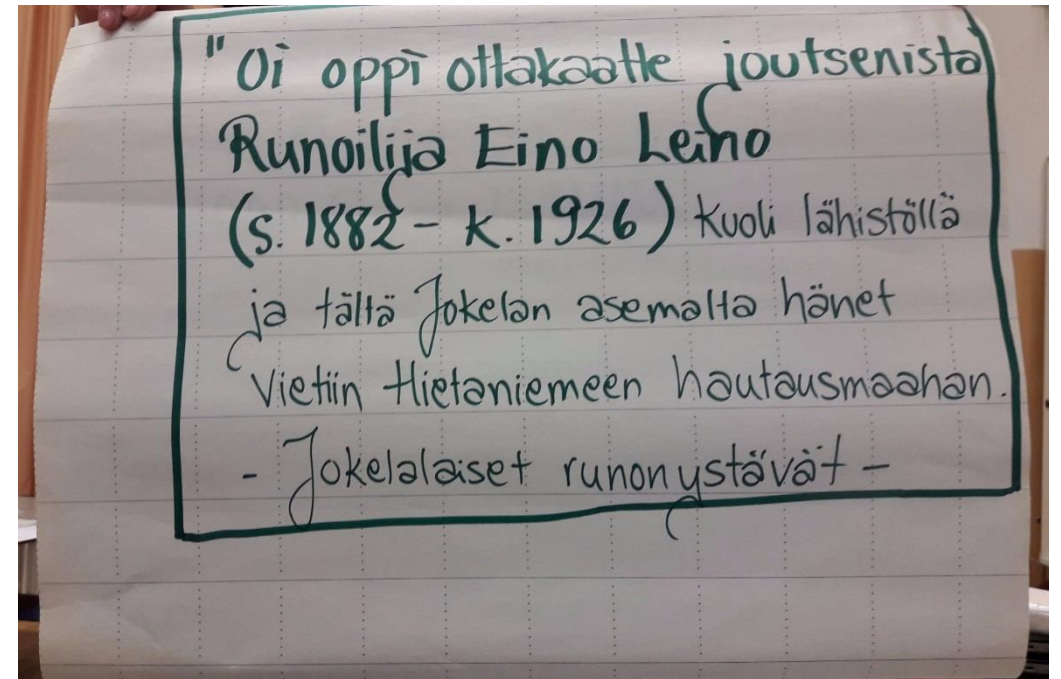 "Oi oppi ottakaatte joutsenista
Runoilija Eino Leino
(s. 1882 - k. 1926) kuoli lähistöllä
ja tältä Jokelan asemalta hänet
vietiin Hietaniemeen hautausmaahan.
- Jokelalaiset runonystävät -